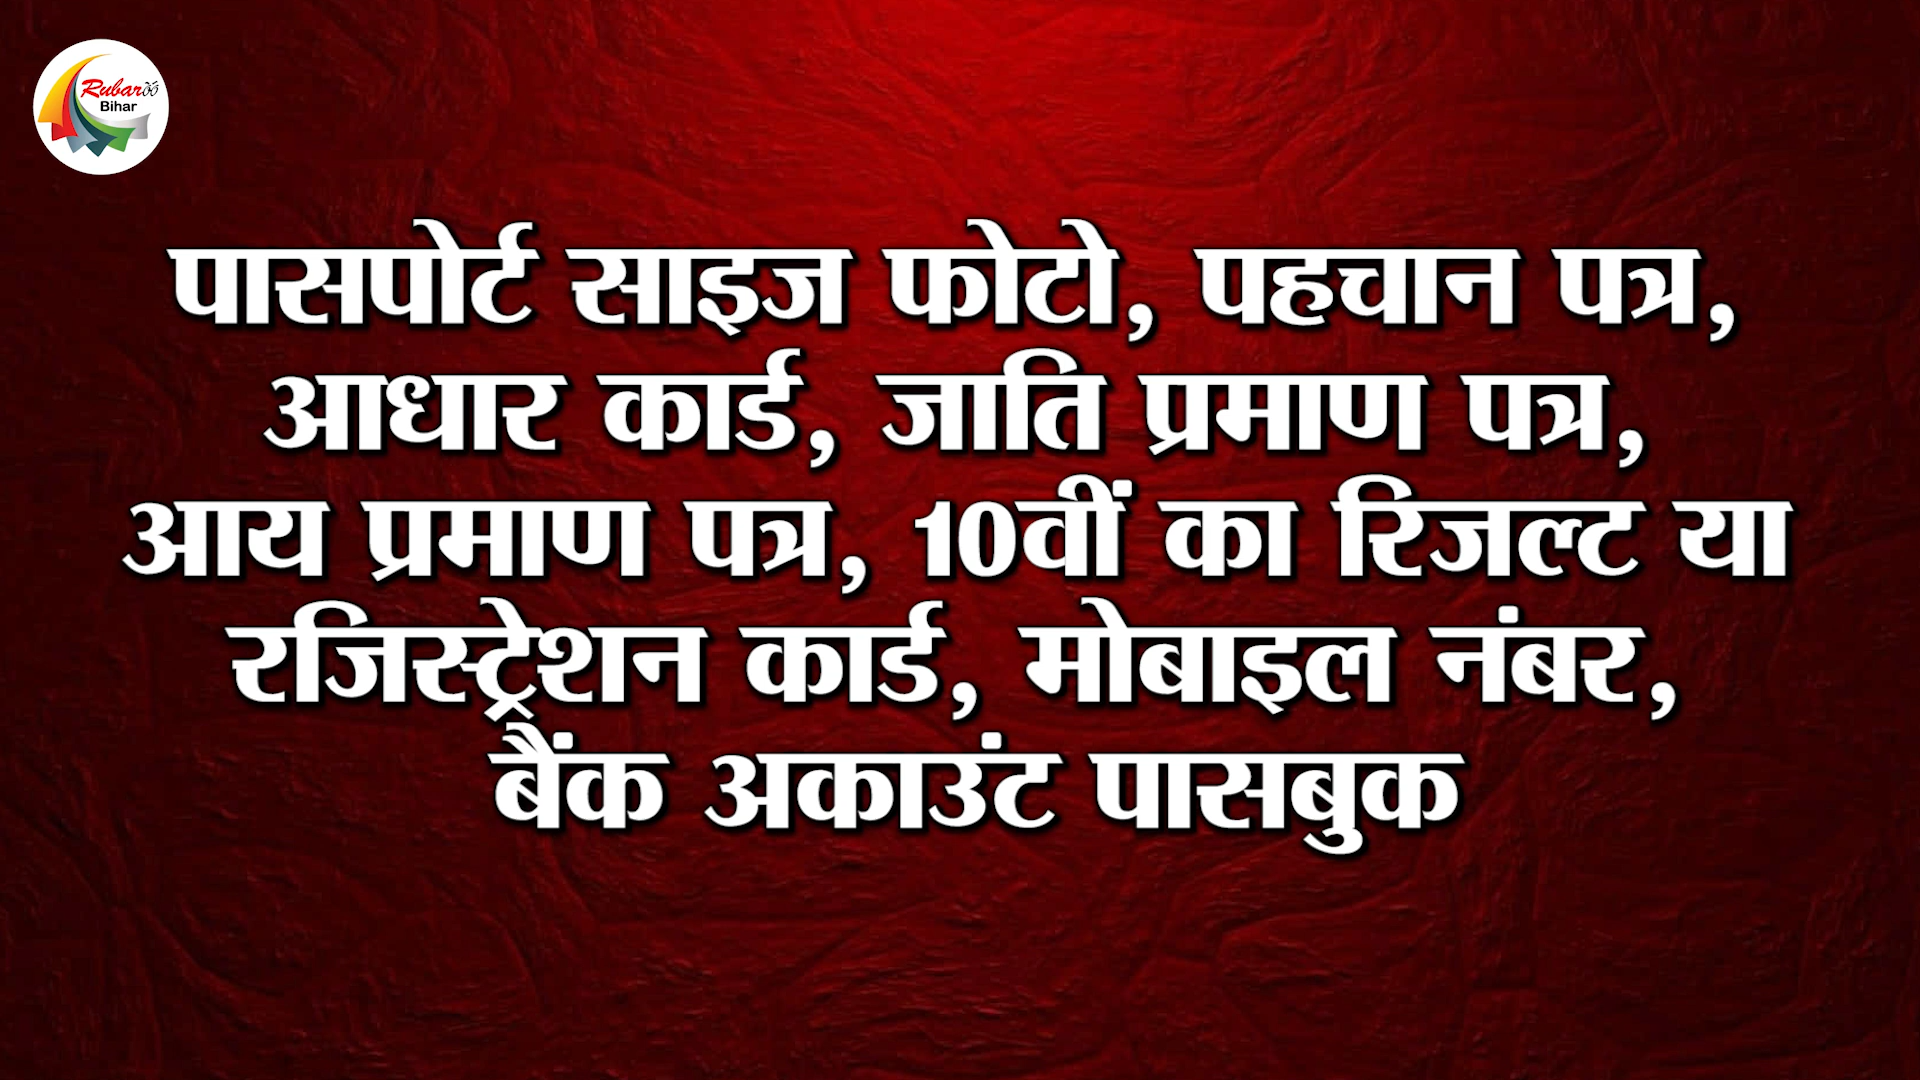 Rubaroo
Bihar
पासपोर्ट साइज फोटो, पहचान पत्र,
आधार कार्ड, जाति प्रमाण पत्र,
आय प्रमाण पत्र, 10वीं का रिजल्ट या
रजिस्ट्रेशन कार्ड, मोबाइल नंबर,
बैंक अकाउंट पासबुक